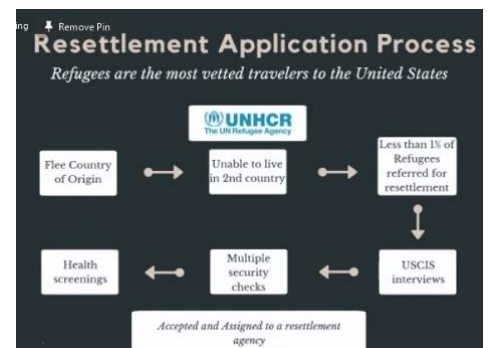 ing Remove Pin
Resettlement Application Process
Refugees are the most vetted travelers to the United States
UNHCR
The UN Refugee Agency
Flee Country
of Origin
Unable to live
in 2nd country
Less than 1% of
Refugees
referred for
resettlement
USCIS
interviews
Multiple
security
checks
Health
screenings
Accepted and Assigned to a resettlement
agency